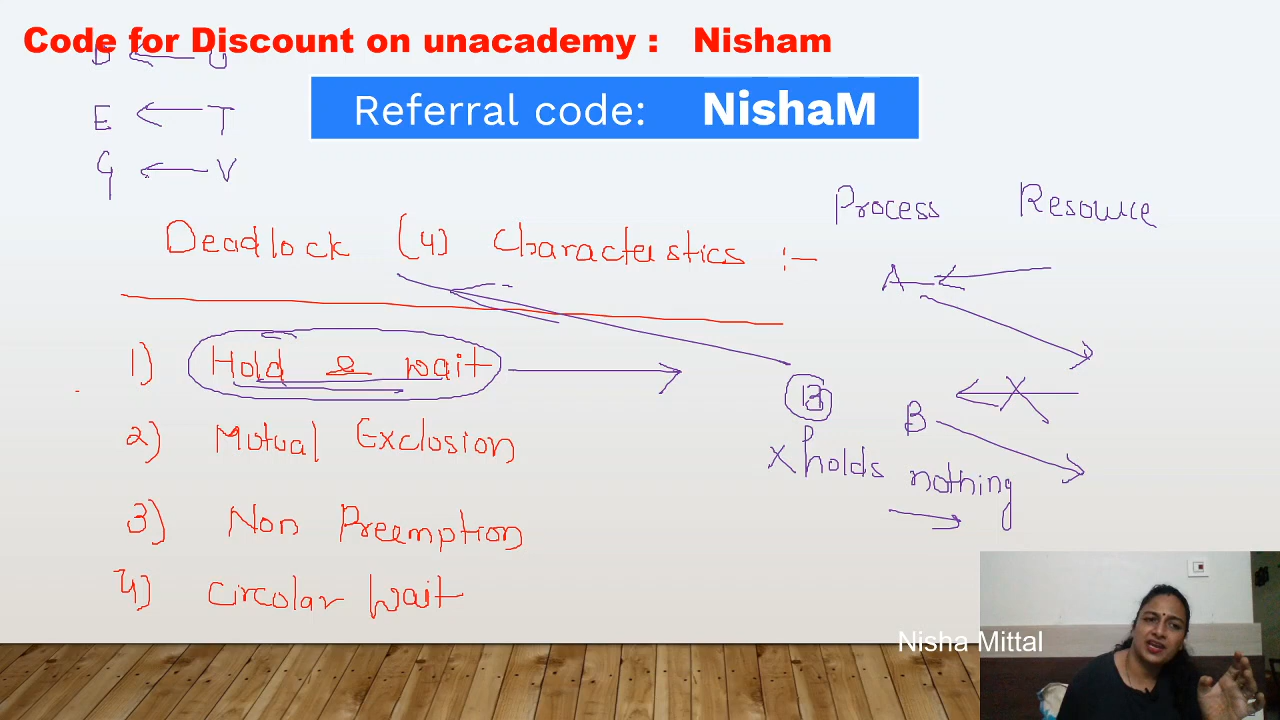 Code for Discount on unacademy : Nisham
D ← U
Referral code: NishaM
E ← T
G ← V
Process Resource
Deadlock (4) Characteristics :-
A
1) Hold & wait
B
B
2) Mutual Exclusion
X holds nothing
3) Non Preemption
4) Circular wait
Nisha Mittal